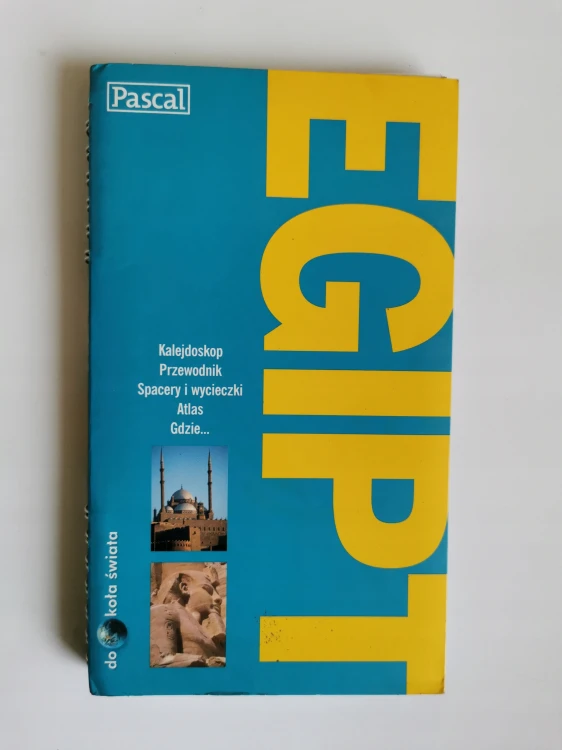 Pascal
EGIPT
Kalejdoskop
Przewodnik
Spacery i wycieczki
Atlas
Gdzie...
do koła świata